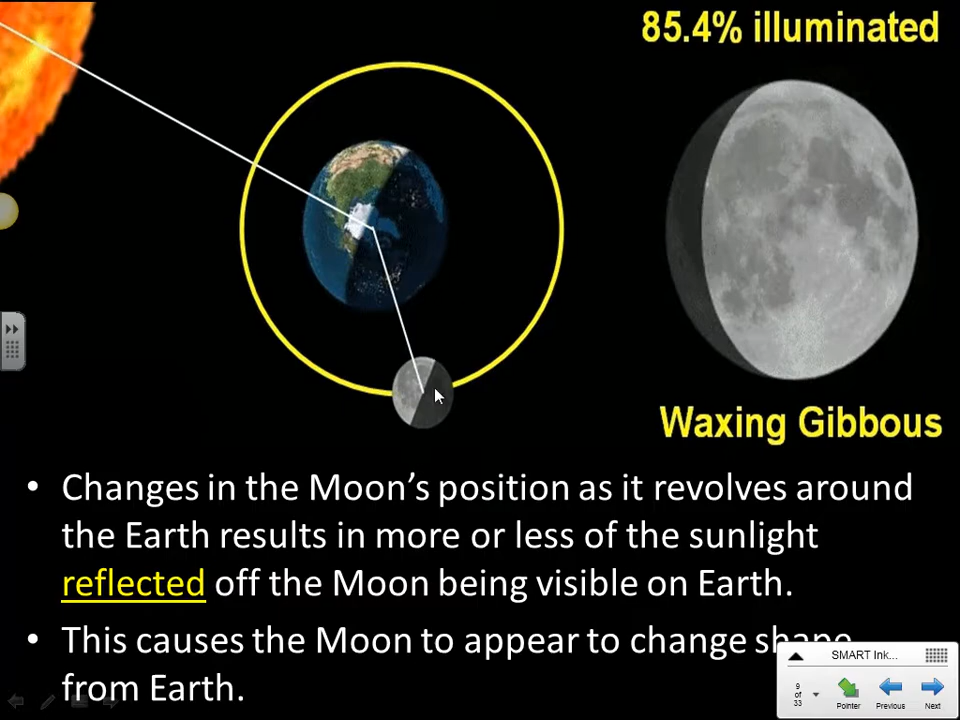 85.4% illuminated
Waxing Gibbous
• Changes in the Moon’s position as it revolves around
the Earth results in more or less of the sunlight
reflected off the Moon being visible on Earth.
• This causes the Moon to appear to change shape
from Earth.
SMART Ink...
9
of
33
Pointer Previous Next